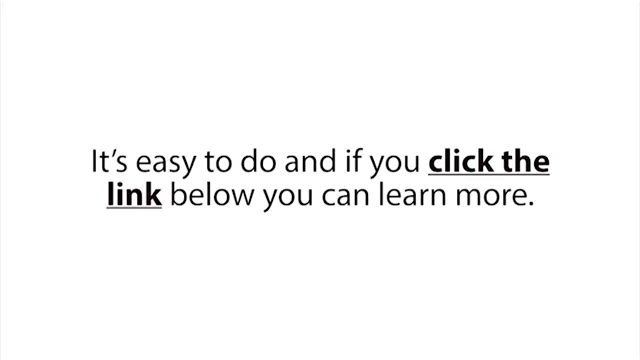 It’s easy to do and if you click the
link below you can learn more.